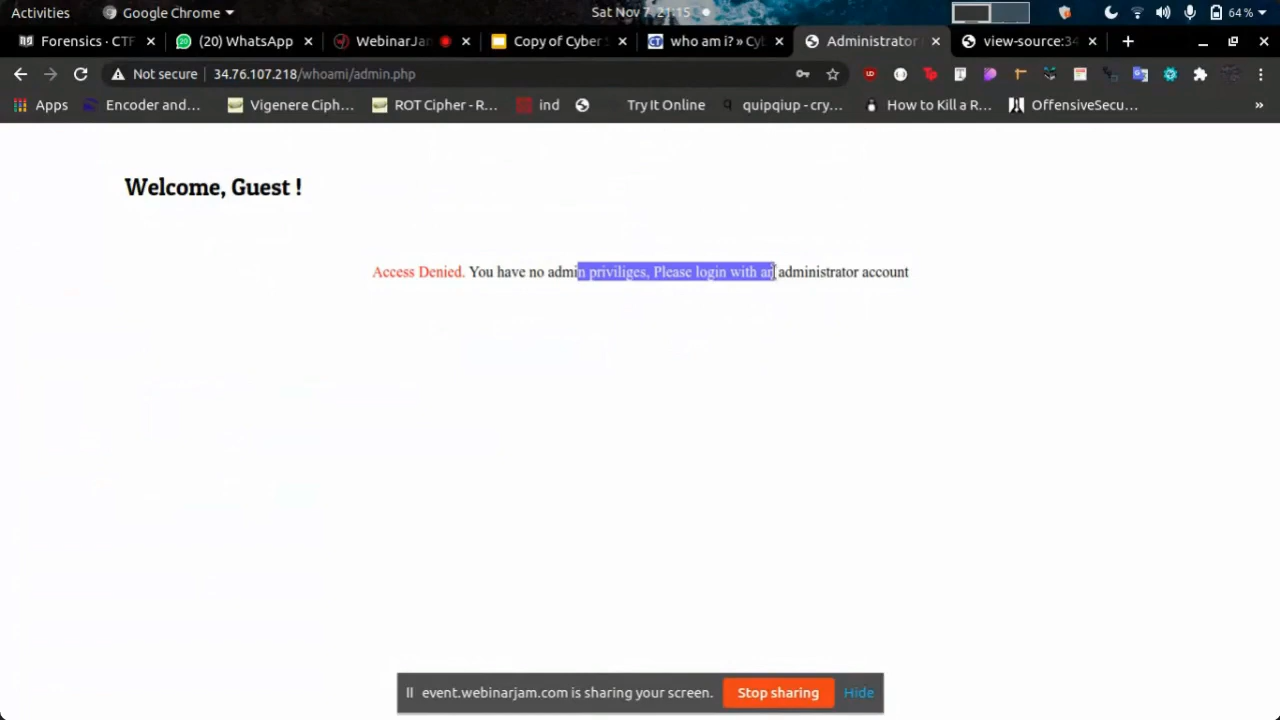 Activities Google Chrome Sat Nov 7 21:15 64 %
Forensics · CTF (20) WhatsApp WebinarJam Copy of Cyber S who am i? » Cyb Administrator view-source:34
Not secure 34.76.107.218/whoami/admin.php
Apps Encoder and... Vigenere Ciph... ROT Cipher - R... ind Try It Online quipqiup - cry... How to Kill a R... OffensiveSecu... »
Welcome, Guest !
Access Denied. You have no admin priviliges, Please login with an administrator account
event.webinarjam.com is sharing your screen. Stop sharing Hide